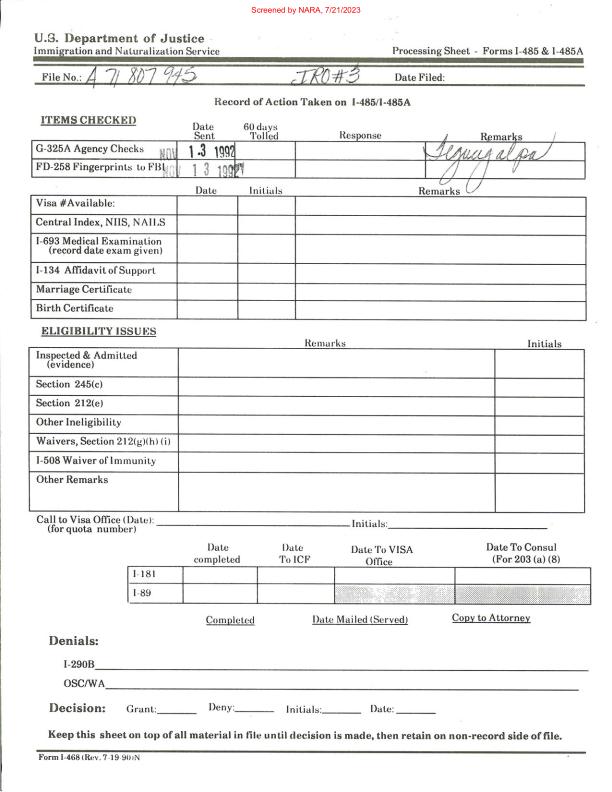 Screened by NARA, 7/21/2023
U.S. Department of Justice
Immigration and Naturalization Service
Processing Sheet - Forms I-485 & I-485A
File No.: A 71 807 945 IRO#3 Date Filed:
Record of Action Taken on I-485/I-485A
ITEMS CHECKED
Date Sent 60 days Tolled Response Remarks
G-325A Agency Checks NOV 13 1992 Tegucigalpa
FD-258 Fingerprints to FBI NOV 13 1992
Date Initials Remarks
Visa #Available:
Central Index, NIIS, NAILS
I-693 Medical Examination
(record date exam given)
I-134 Affidavit of Support
Marriage Certificate
Birth Certificate
ELIGIBILITY ISSUES
Remarks Initials
Inspected & Admitted
(evidence)
Section 245(c)
Section 212(e)
Other Ineligibility
Waivers, Section 212(g)(h)(i)
I-508 Waiver of Immunity
Other Remarks
Call to Visa Office (Date): Initials:
(for quota number)
Date completed Date To ICF Date To VISA Office Date To Consul (For 203 (a) (8)
I-181
I-89
Completed Date Mailed (Served) Copy to Attorney
Denials:
I-290B
OSC/WA
Decision: Grant: Deny: Initials: Date:
Keep this sheet on top of all material in file until decision is made, then retain on non-record side of file.
Form I-468 (Rev. 7-19-90)N